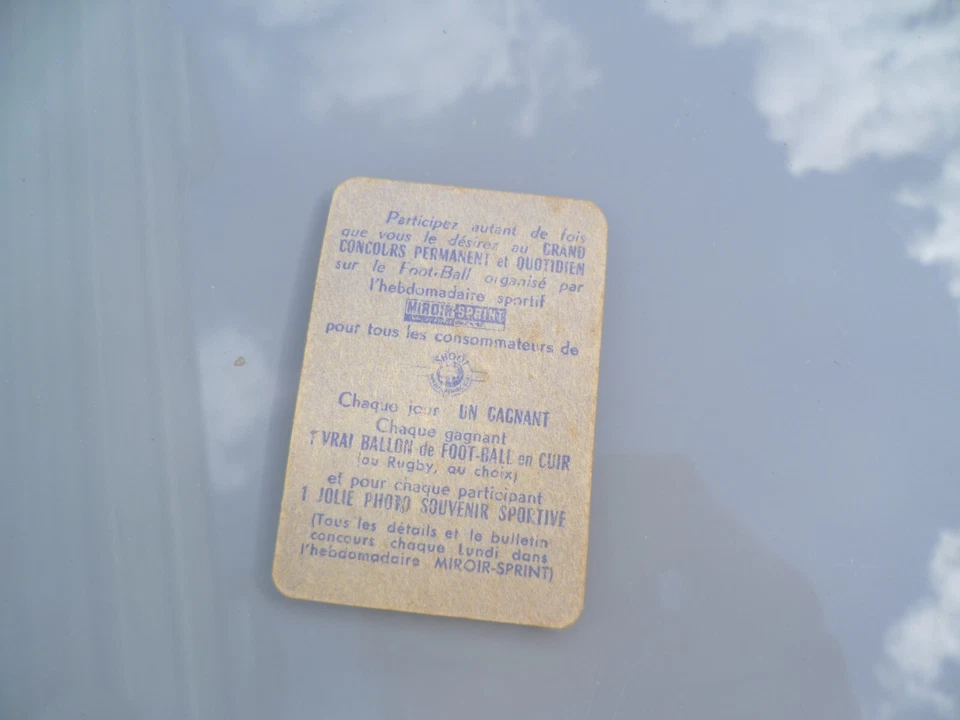 Participez autant de fois
que vous le désirez au GRAND
CONCOURS PERMANENT et QUOTIDIEN
sur le Foot-Ball organisé par
l'hebdomadaire sportif
MIROIR-SPRINT
pour tous les consommateurs de
SHOOT
Chaque jour UN GAGNANT
Chaque gagnant
1 VRAI BALLON de FOOT-BALL en CUIR
(ou Rugby, au choix)
et pour chaque participant
1 JOLIE PHOTO SOUVENIR SPORTIVE
(Tous les détails et le bulletin
concours chaque Lundi dans
l'hebdomadaire MIROIR-SPRINT)